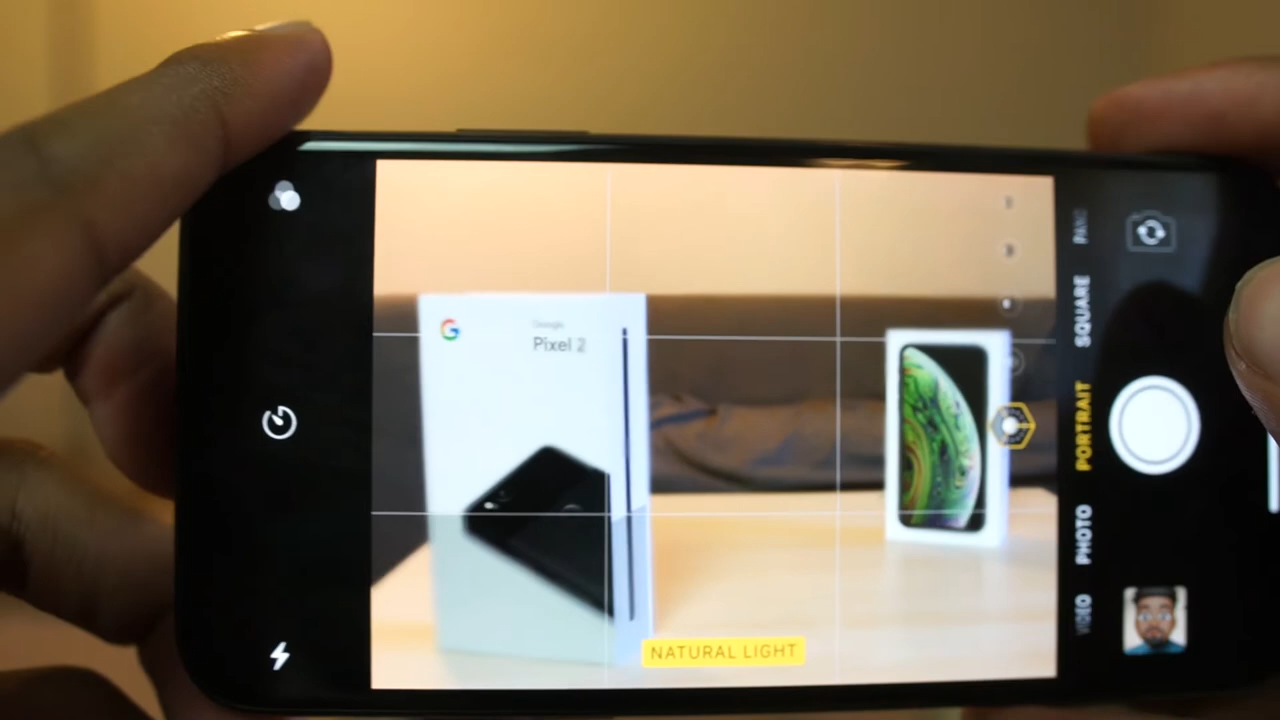 G
Google
Pixel 2
NATURAL LIGHT
PANO
SQUARE
PORTRAIT
PHOTO
VIDEO